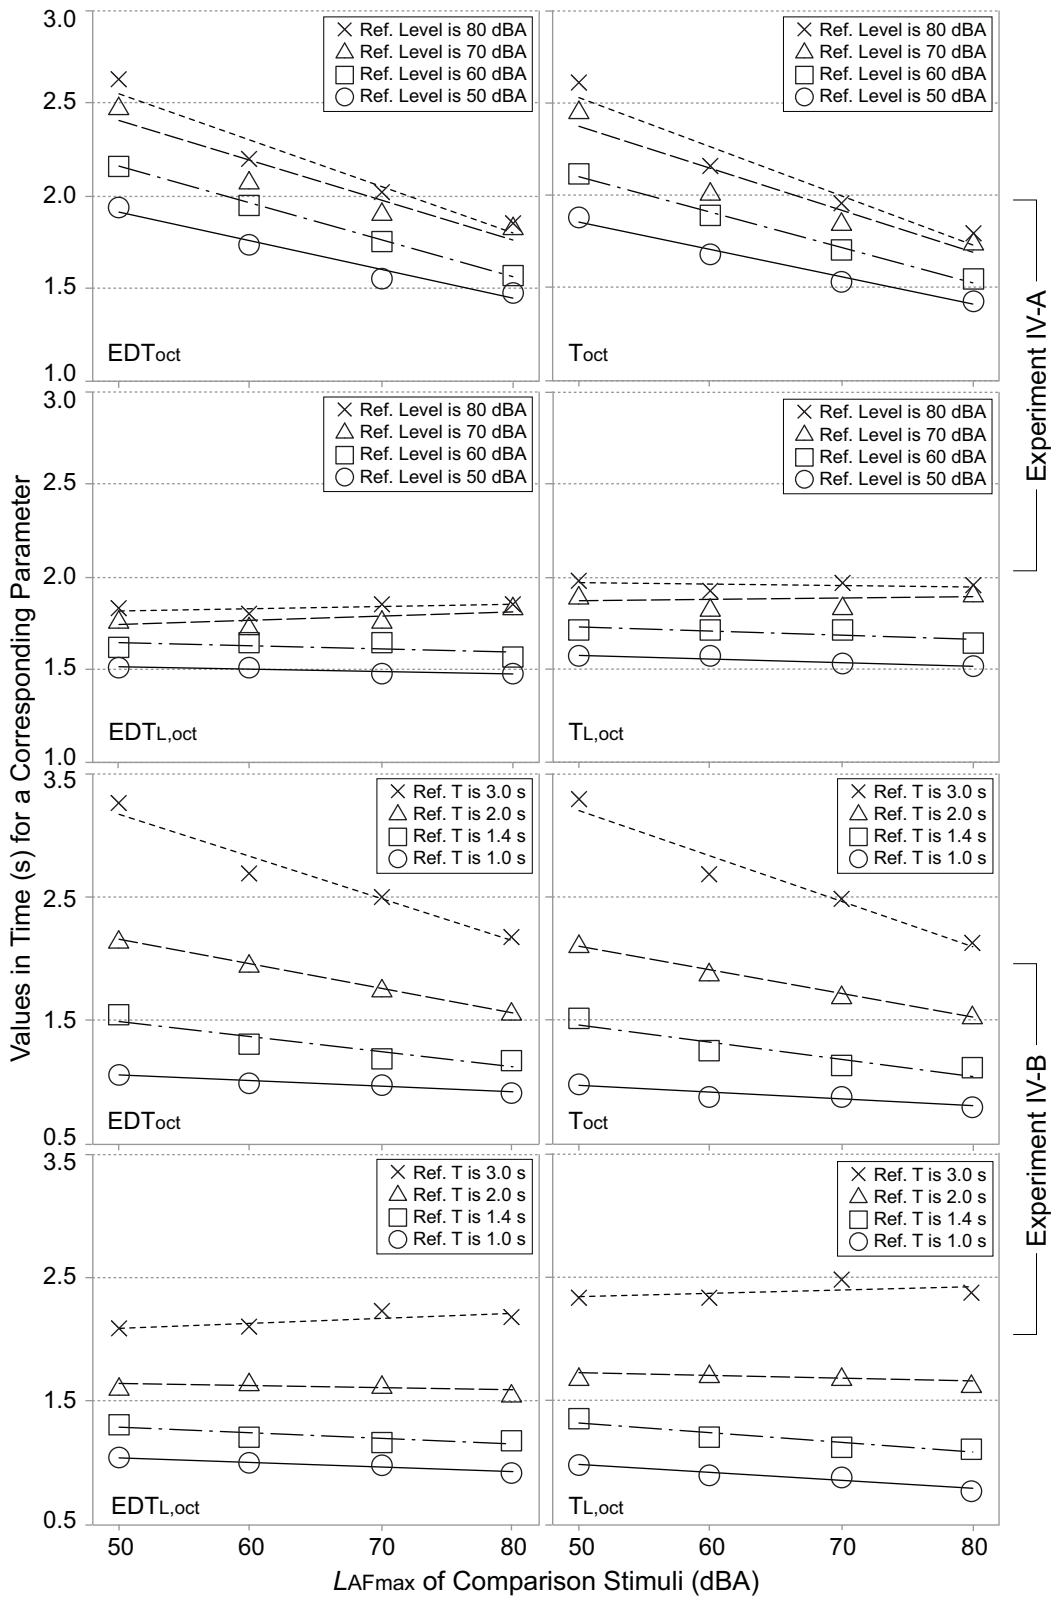 3.0
2.5
2.0
1.5
1.0
Ref. Level is 80 dBA
Ref. Level is 70 dBA
Ref. Level is 60 dBA
Ref. Level is 50 dBA
EDToct
Ref. Level is 80 dBA
Ref. Level is 70 dBA
Ref. Level is 60 dBA
Ref. Level is 50 dBA
Toct
3.0
2.5
2.0
1.5
1.0
Ref. Level is 80 dBA
Ref. Level is 70 dBA
Ref. Level is 60 dBA
Ref. Level is 50 dBA
EDTL,oct
Ref. Level is 80 dBA
Ref. Level is 70 dBA
Ref. Level is 60 dBA
Ref. Level is 50 dBA
TL,oct
Experiment IV-A
Values in Time (s) for a Corresponding Parameter
3.5
2.5
1.5
0.5
Ref. T is 3.0 s
Ref. T is 2.0 s
Ref. T is 1.4 s
Ref. T is 1.0 s
EDToct
Ref. T is 3.0 s
Ref. T is 2.0 s
Ref. T is 1.4 s
Ref. T is 1.0 s
Toct
3.5
2.5
1.5
0.5
Ref. T is 3.0 s
Ref. T is 2.0 s
Ref. T is 1.4 s
Ref. T is 1.0 s
EDTL,oct
Ref. T is 3.0 s
Ref. T is 2.0 s
Ref. T is 1.4 s
Ref. T is 1.0 s
TL,oct
Experiment IV-B
50 60 70 80 50 60 70 80
LAFmax of Comparison Stimuli (dBA)